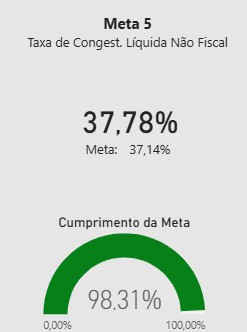 Meta 5
Taxa de Congest. Líquida Não Fiscal
37,78%
Meta: 37,14%
Cumprimento da Meta
98,31%
0,00% 100,00%